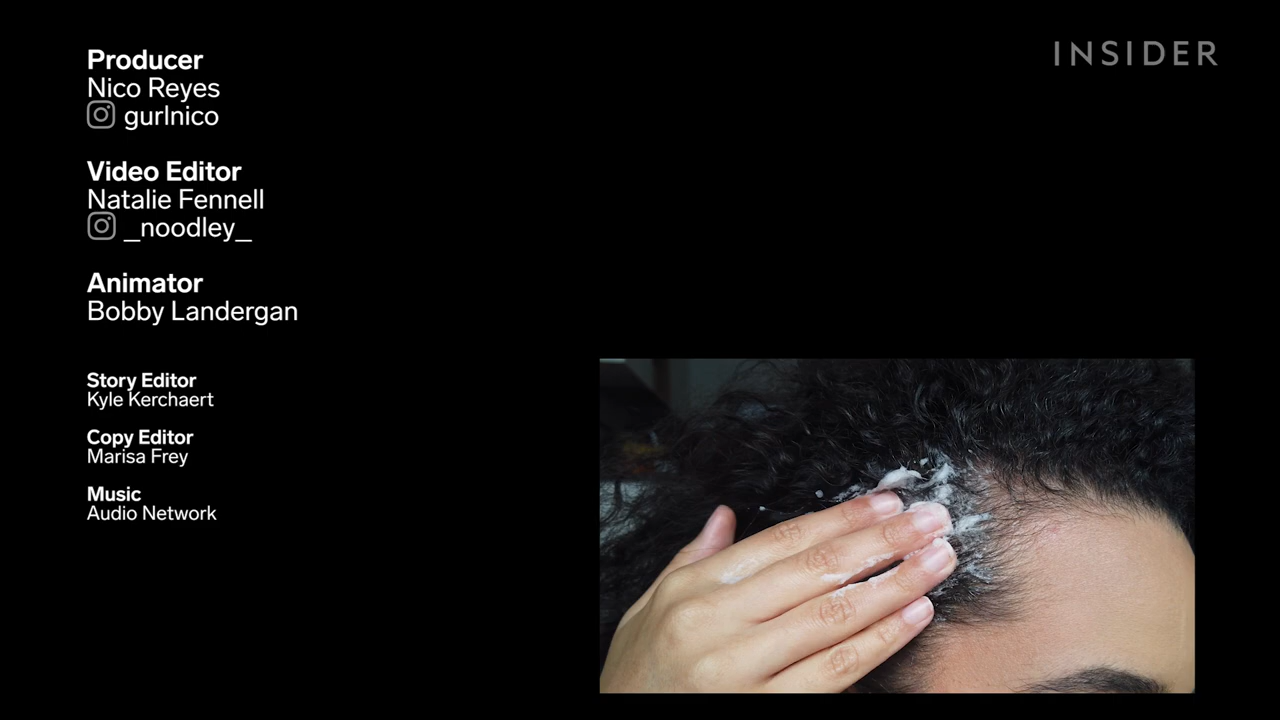 Producer
Nico Reyes
gurlnico
Video Editor
Natalie Fennell
_noodley_
Animator
Bobby Landergan
Story Editor
Kyle Kerchaert
Copy Editor
Marisa Frey
Music
Audio Network
INSIDER